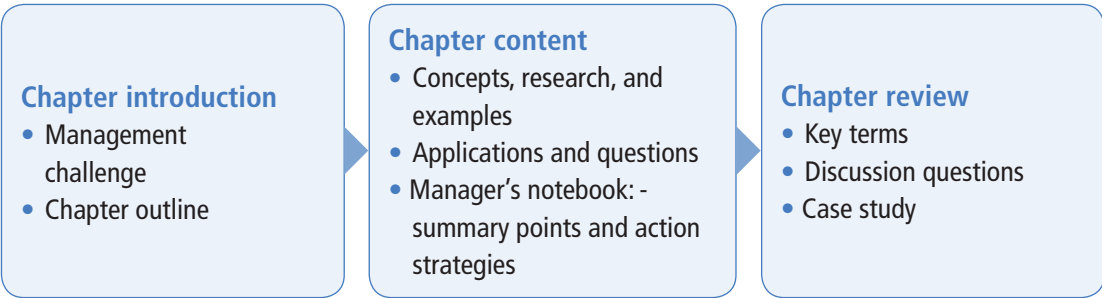 Chapter introduction
• Management
challenge
• Chapter outline
Chapter content
• Concepts, research, and
examples
• Applications and questions
• Manager’s notebook: -
summary points and action
strategies
Chapter review
• Key terms
• Discussion questions
• Case study